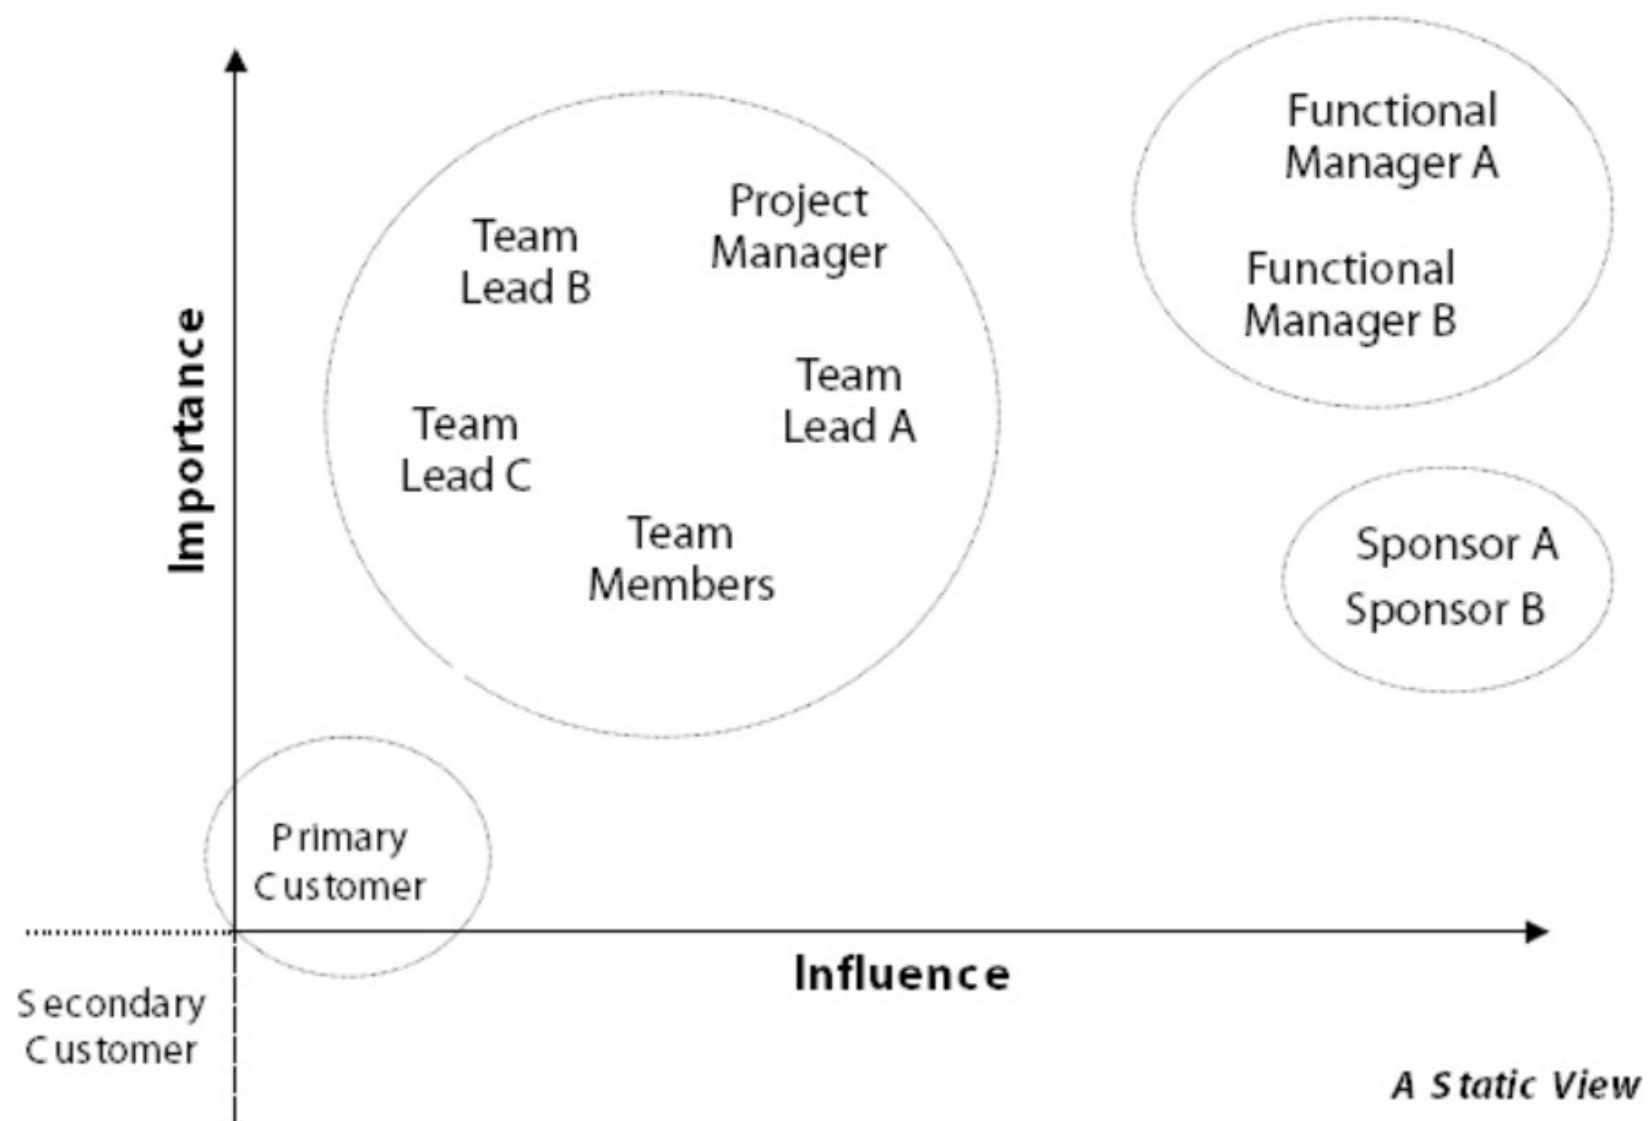 Functional
Manager A
Functional
Manager B
Project
Manager
Team
Lead B
Team
Lead A
Team
Lead C
Team
Members
Importance
Sponsor A
Sponsor B
Primary
Customer
Influence
Secondary
Customer
A Static View